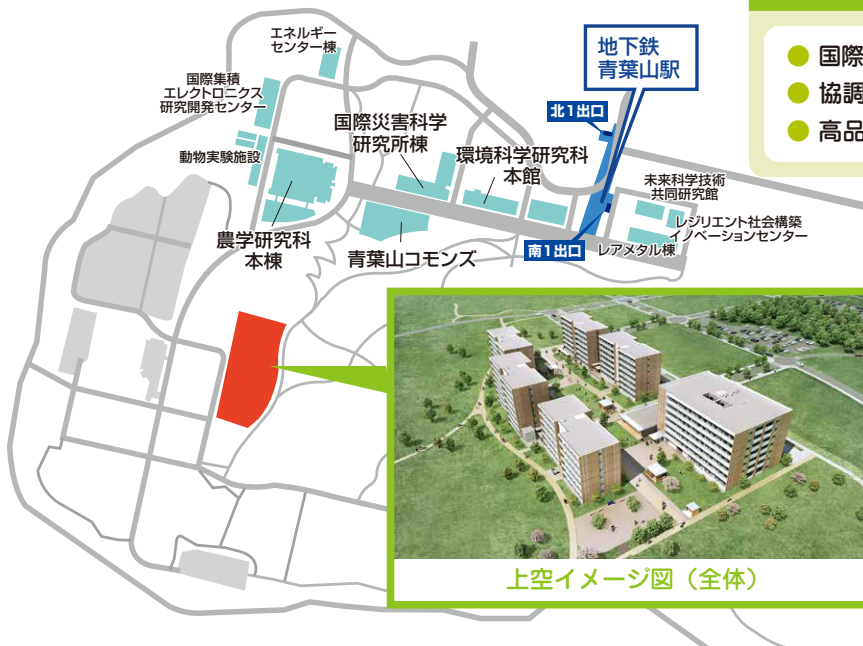 エネルギー
センター棟
国際集積
エレクトロニクス
研究開発センター
動物実験施設
国際災害科学
研究所棟
環境科学研究科
本館
地下鉄
青葉山駅
北1出口
南1出口
未来科学技術
共同研究館
レジリエント社会構築
イノベーションセンター
レアメタル棟
農学研究科
本棟
青葉山コモンズ
国際
協調
高品
上空イメージ図（全体）